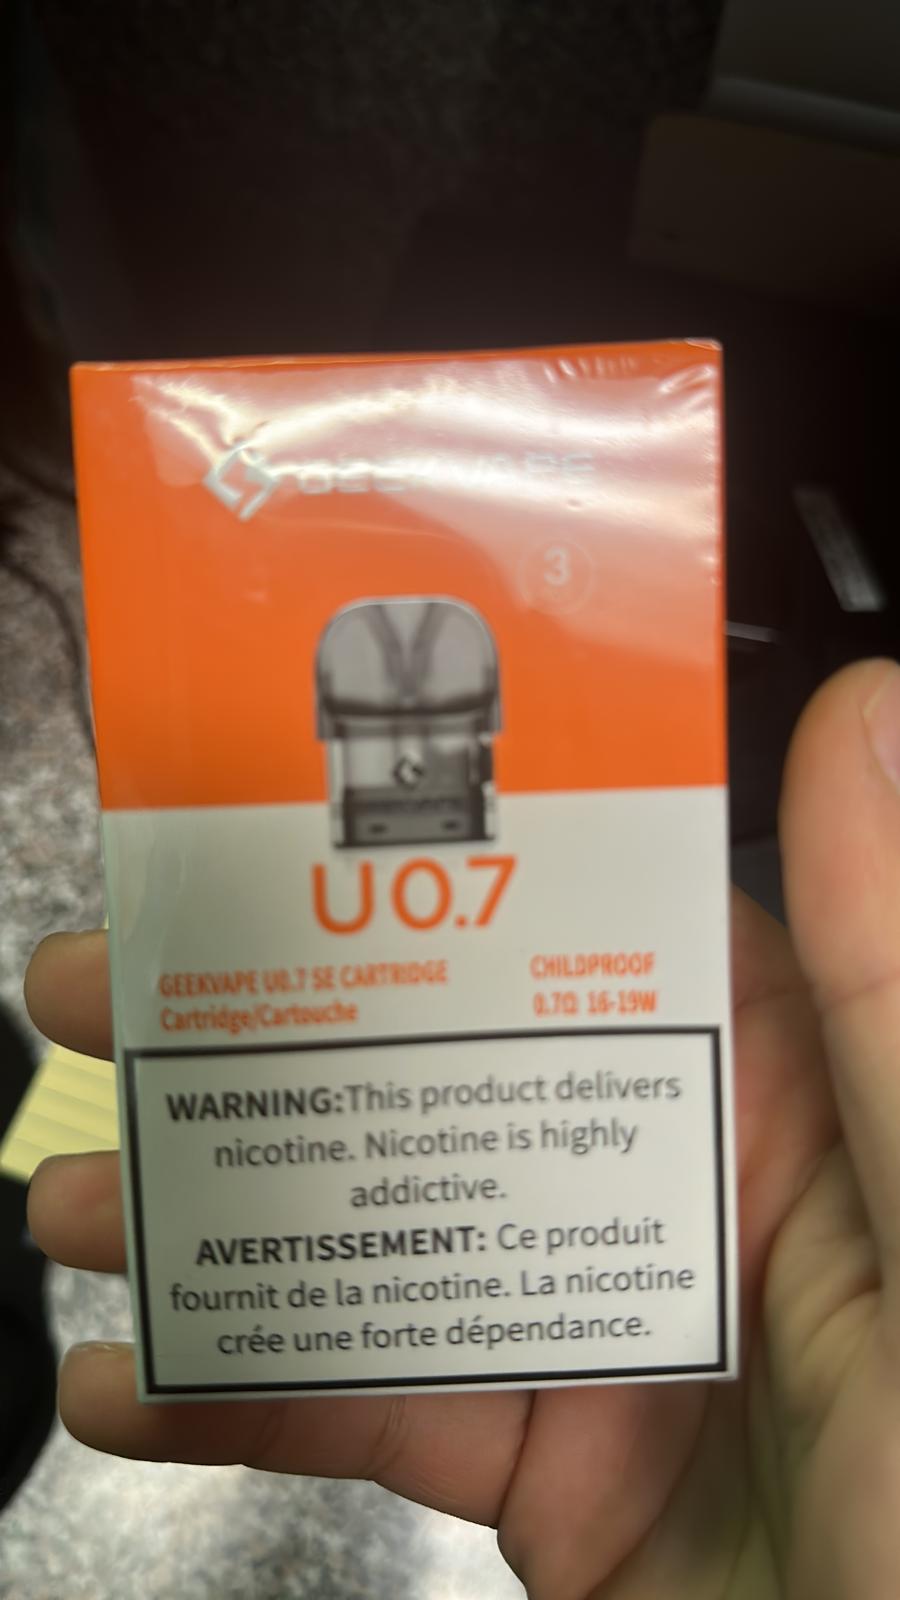 GEEKVAPE
3
U 0.7
GEEKVAPE U0.7 SE CARTRIDGE
Cartridge/Cartouche
CHILDPROOF
0.7Ω 16-19W
WARNING:This product delivers
nicotine. Nicotine is highly
addictive.
AVERTISSEMENT: Ce produit
fournit de la nicotine. La nicotine
crée une forte dépendance.